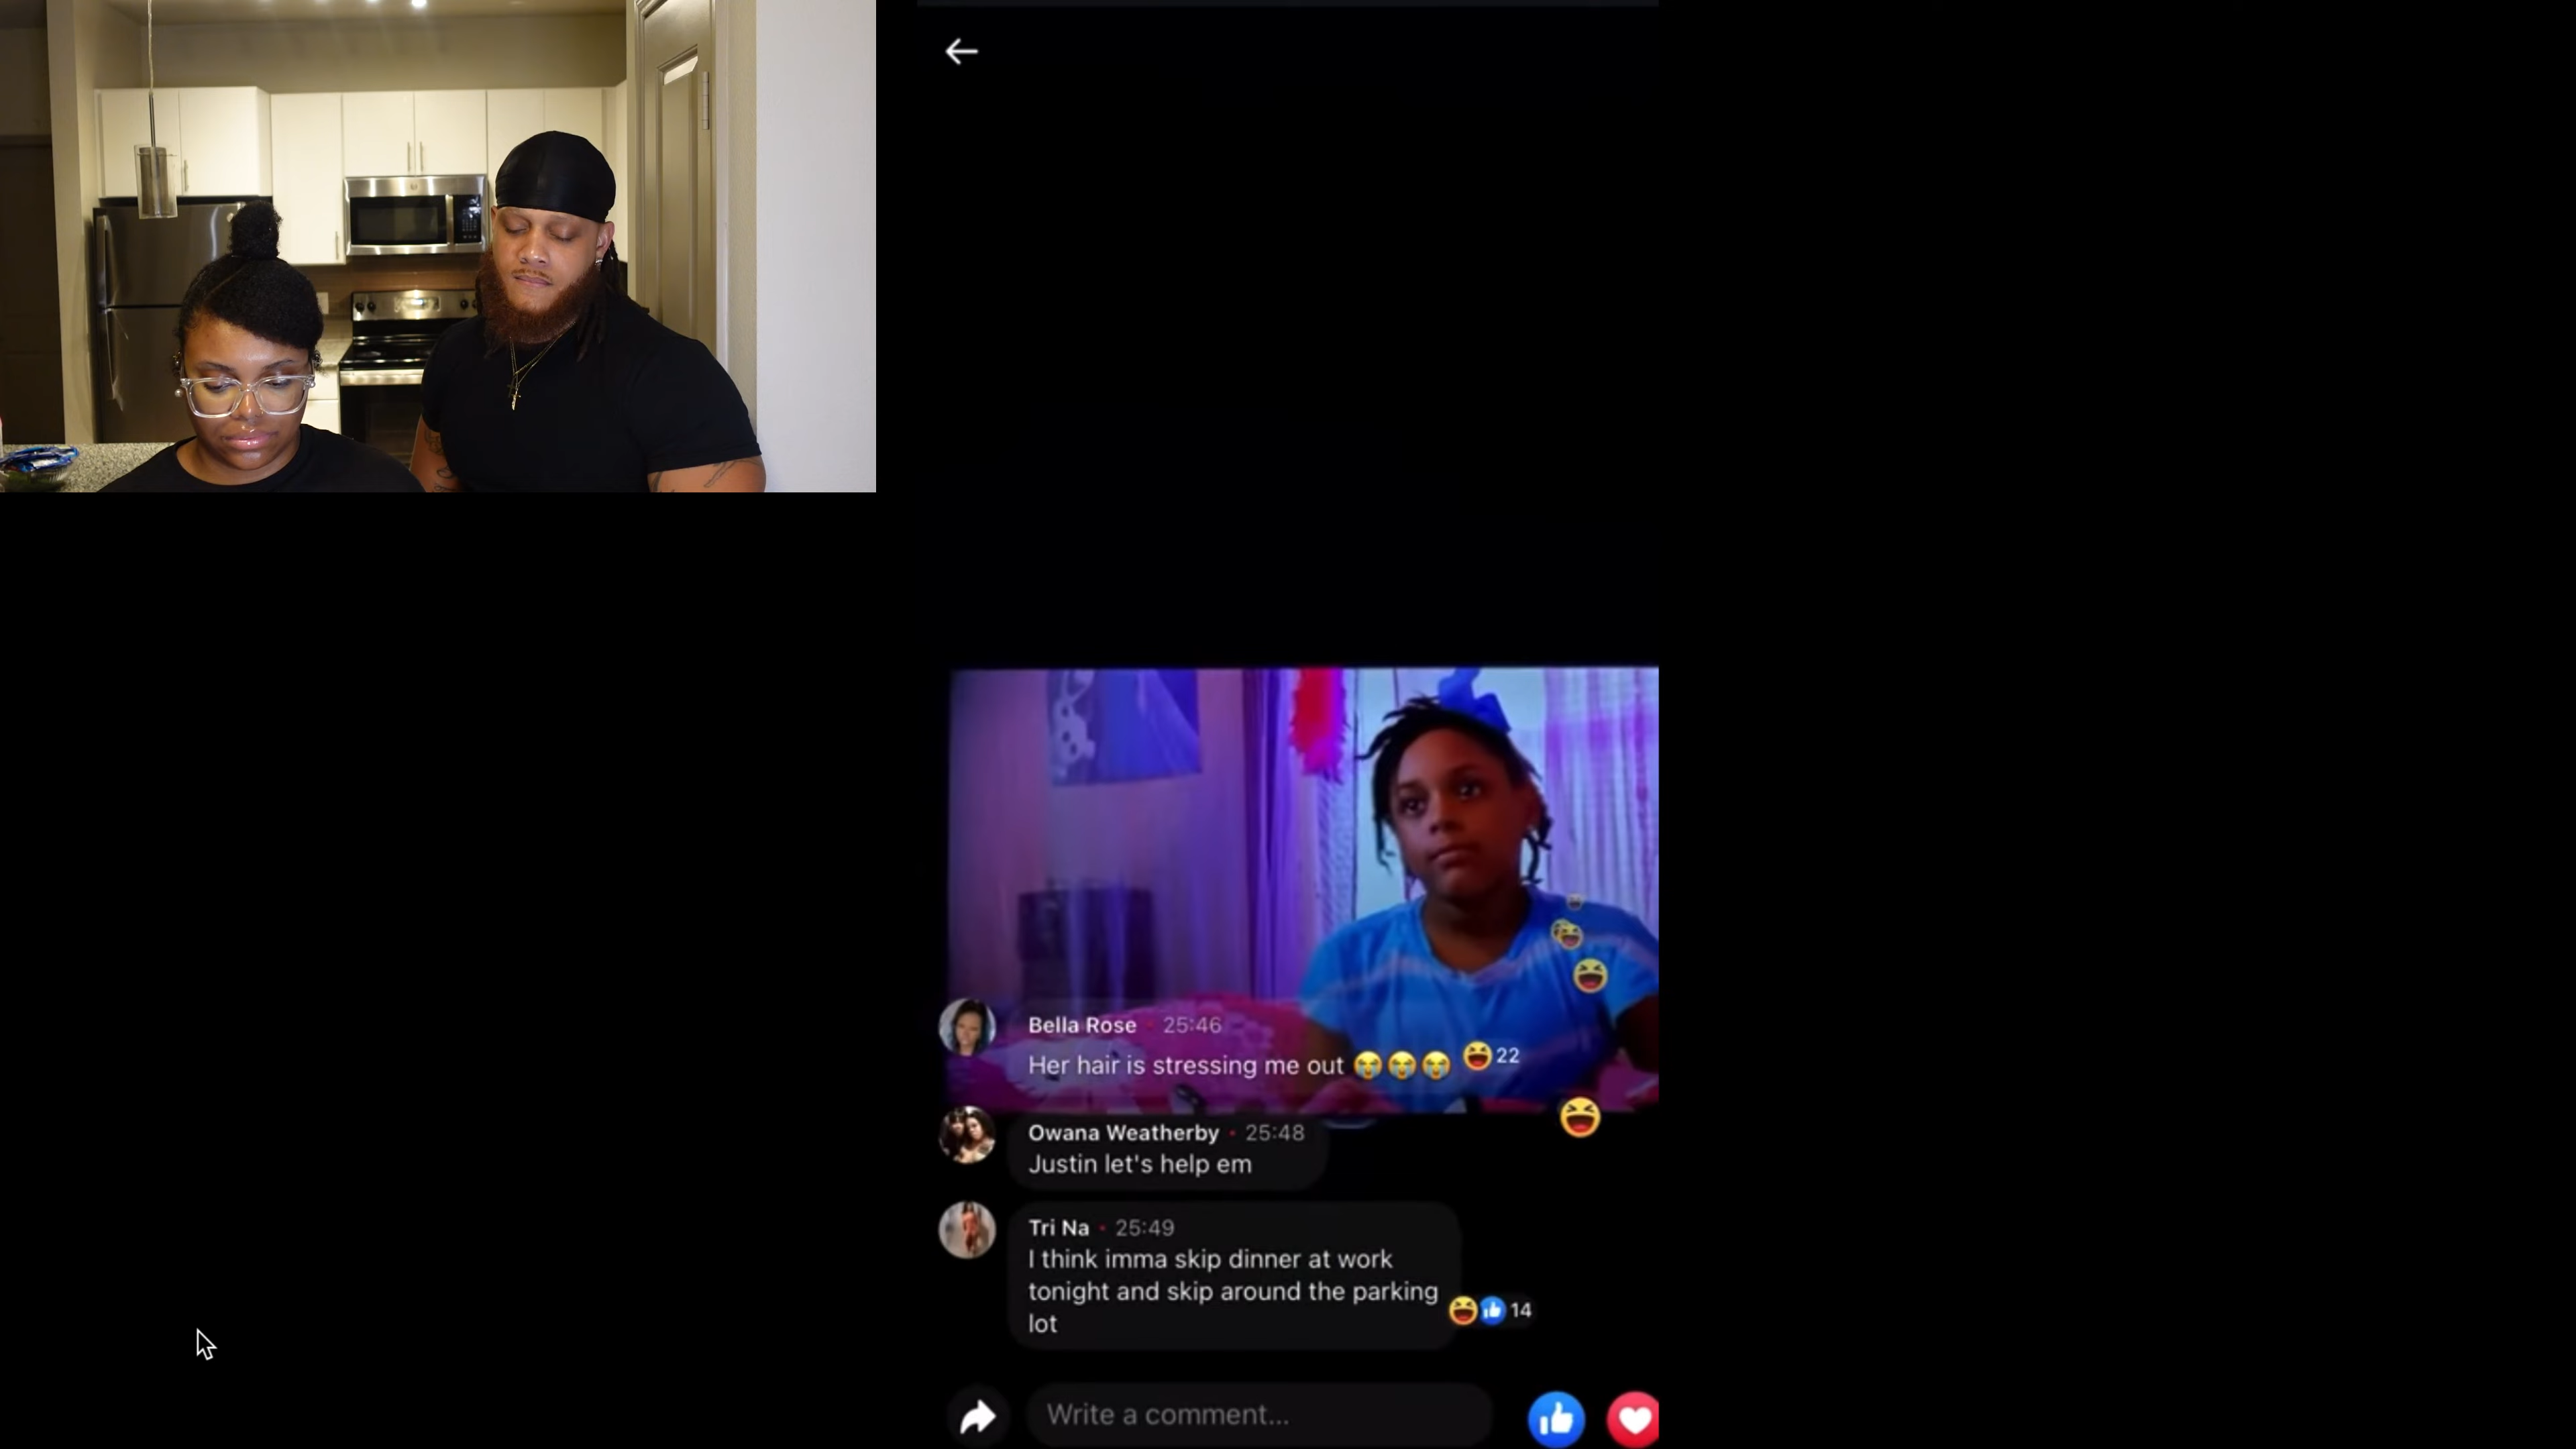 Bella Rose • 25:46
Her hair is stressing me out 😭😭😭 😆22
Owana Weatherby • 25:48
Justin let's help em
Tri Na • 25:49
I think imma skip dinner at work
tonight and skip around the parking
lot
😆👍 14
Write a comment...